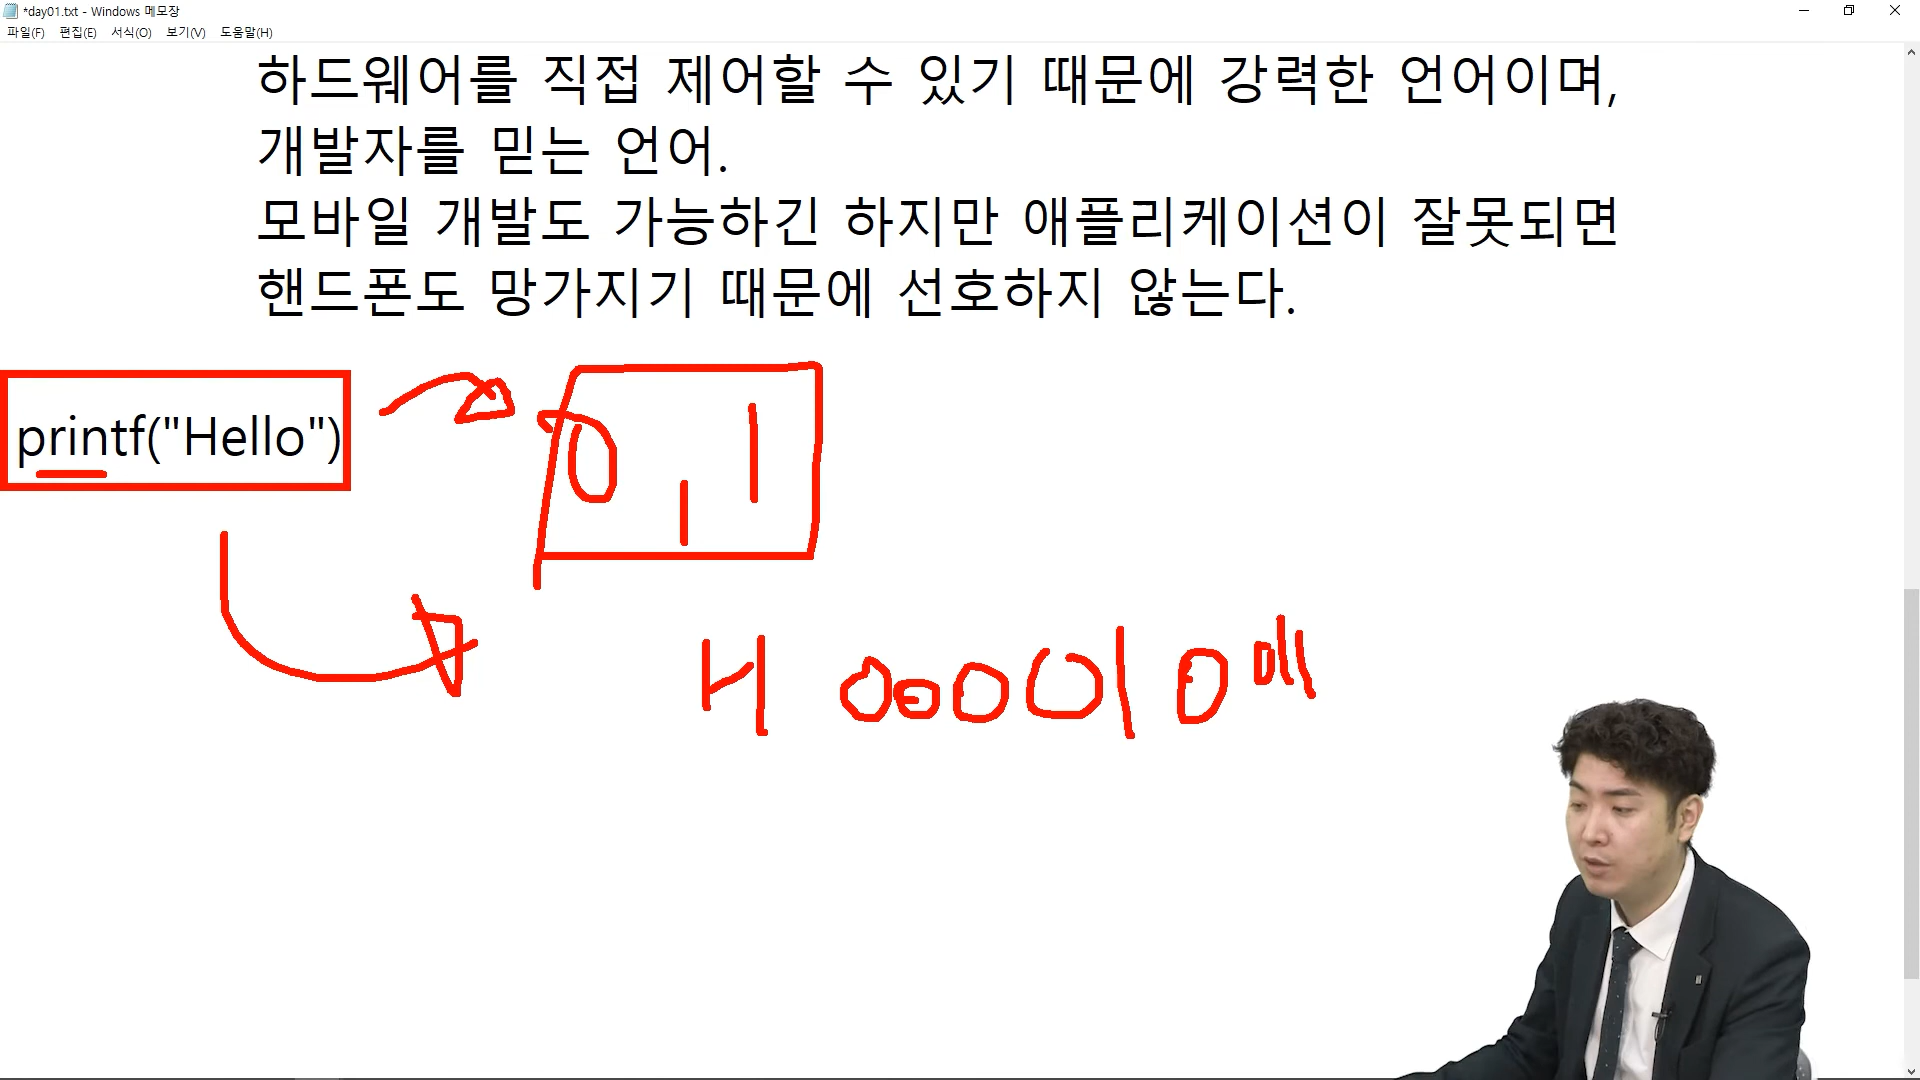 *day01.txt - Windows 메모장
파일(F) 편집(E) 서식(O) 보기(V) 도움말(H)
하드웨어를 직접 제어할 수 있기 때문에 강력한 언어이며,
개발자를 믿는 언어.
모바일 개발도 가능하긴 하지만 애플리케이션이 잘못되면
핸드폰도 망가지기 때문에 선호하지 않는다.
printf("Hello")
0, 1
H 000010011